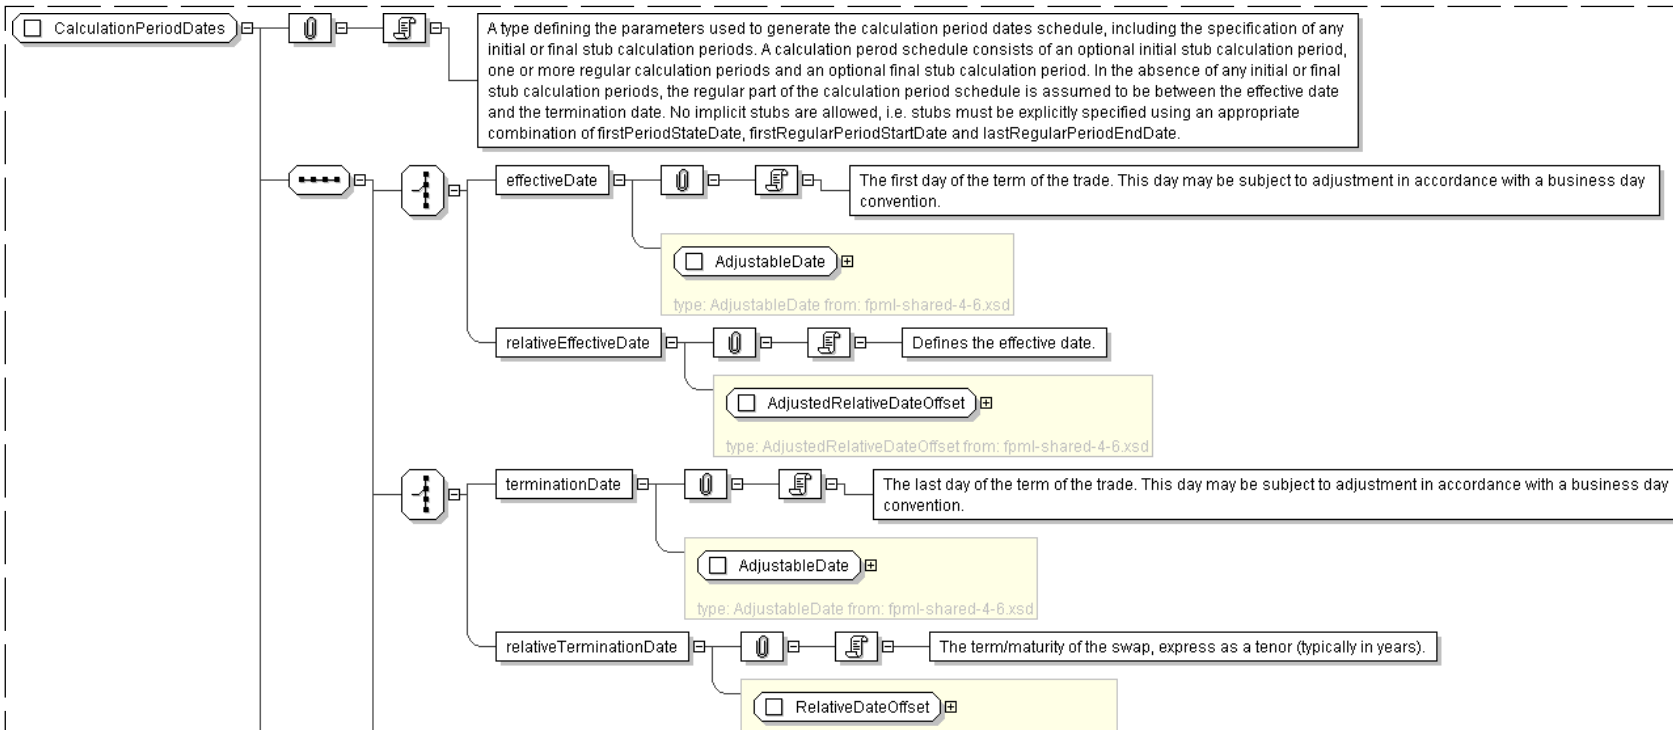 CalculationPeriodDates
A type defining the parameters used to generate the calculation period dates schedule, including the specification of any
initial or final stub calculation periods. A calculation perod schedule consists of an optional initial stub calculation period,
one or more regular calculation periods and an optional final stub calculation period. In the absence of any initial or final
stub calculation periods, the regular part of the calculation period schedule is assumed to be between the effective date
and the termination date. No implicit stubs are allowed, i.e. stubs must be explicitly specified using an appropriate
combination of firstPeriodStateDate, firstRegularPeriodStartDate and lastRegularPeriodEndDate.
effectiveDate
The first day of the term of the trade. This day may be subject to adjustment in accordance with a business day
convention.
AdjustableDate
type: AdjustableDate from: fpml-shared-4-6.xsd
relativeEffectiveDate
Defines the effective date.
AdjustedRelativeDateOffset
type: AdjustedRelativeDateOffset from: fpml-shared-4-6.xsd
terminationDate
The last day of the term of the trade. This day may be subject to adjustment in accordance with a business day
convention.
AdjustableDate
type: AdjustableDate from: fpml-shared-4-6.xsd
relativeTerminationDate
The term/maturity of the swap, express as a tenor (typically in years).
RelativeDateOffset